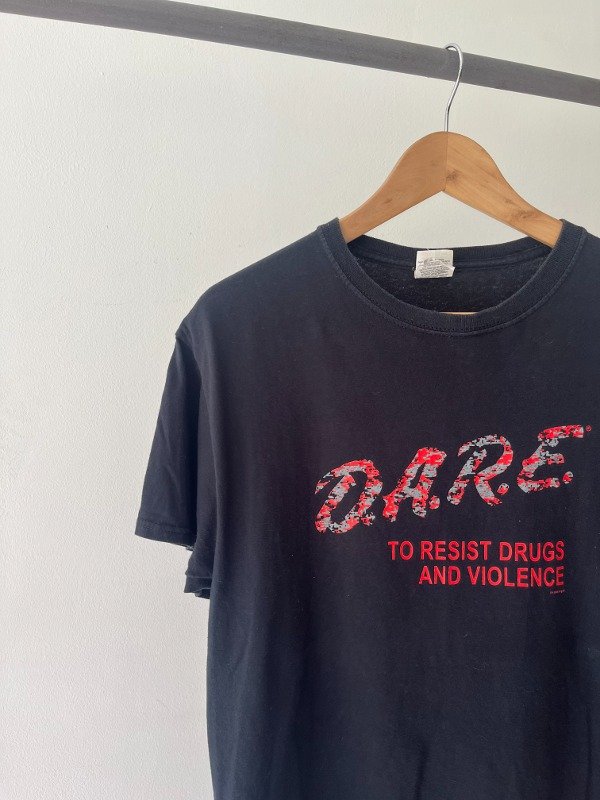 D.A.R.E.®
TO RESIST DRUGS
AND VIOLENCE